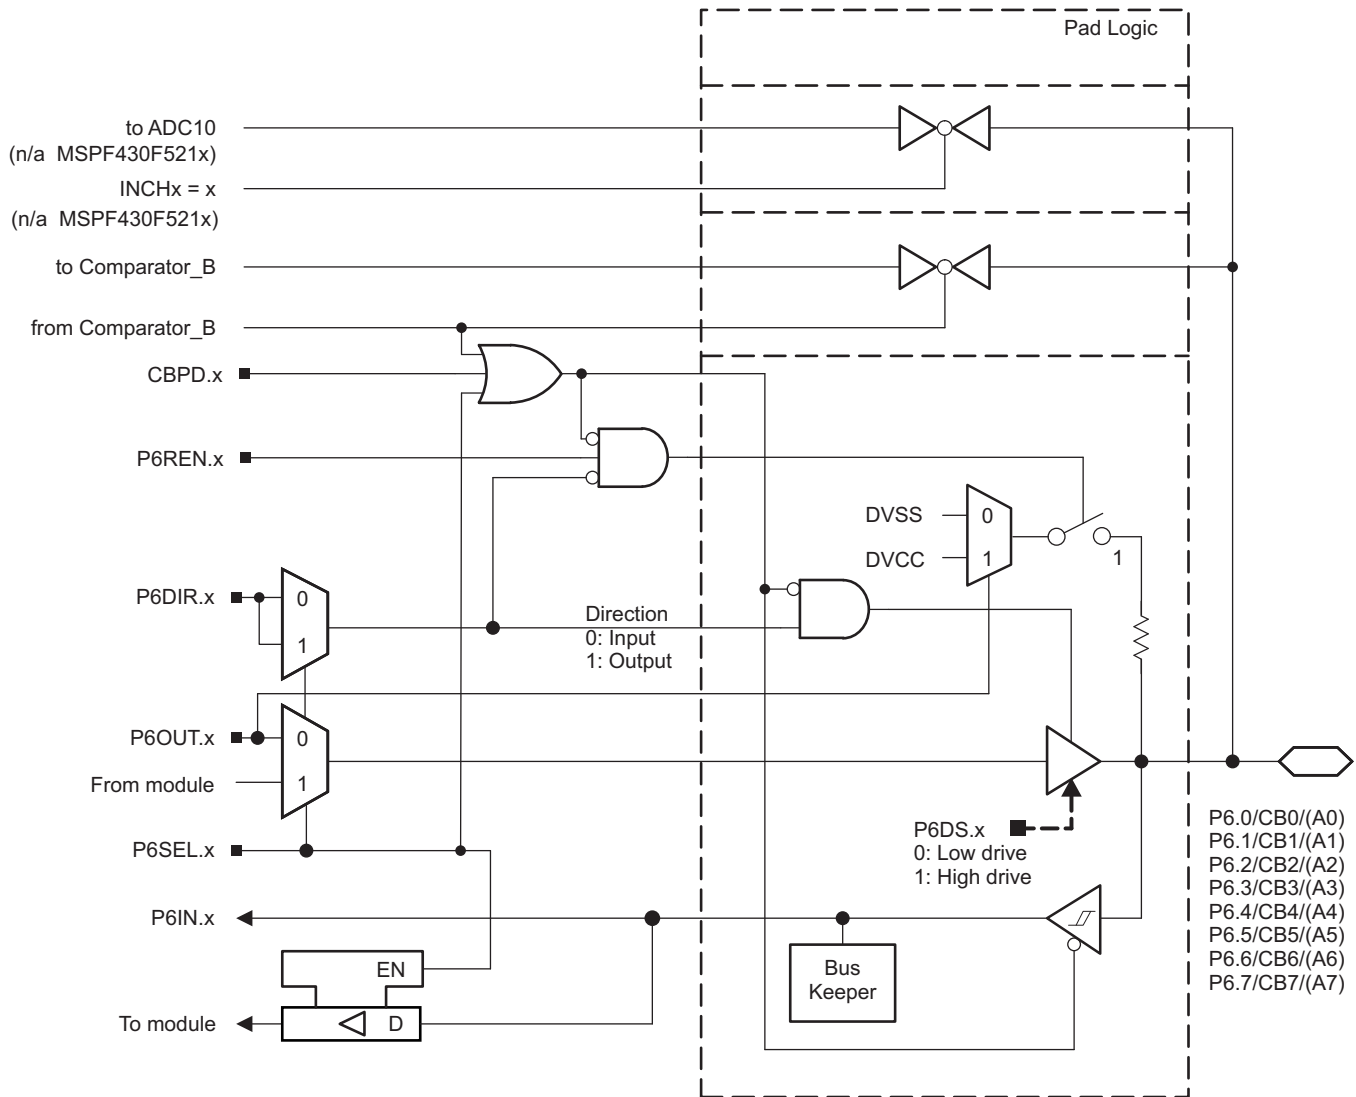 Pad Logic
to ADC10
(n/a MSPF430F521x)
INCHx = x
(n/a MSPF430F521x)
to Comparator_B
from Comparator_B
CBPD.x
P6REN.x
DVSS
0
DVCC
1
1
P6DIR.x
0
1
Direction
0: Input
1: Output
P6OUT.x
0
From module
1
P6SEL.x
P6DS.x
0: Low drive
1: High drive
P6.0/CB0/(A0)
P6.1/CB1/(A1)
P6.2/CB2/(A2)
P6.3/CB3/(A3)
P6.4/CB4/(A4)
P6.5/CB5/(A5)
P6.6/CB6/(A6)
P6.7/CB7/(A7)
P6IN.x
EN
Bus
Keeper
To module
D